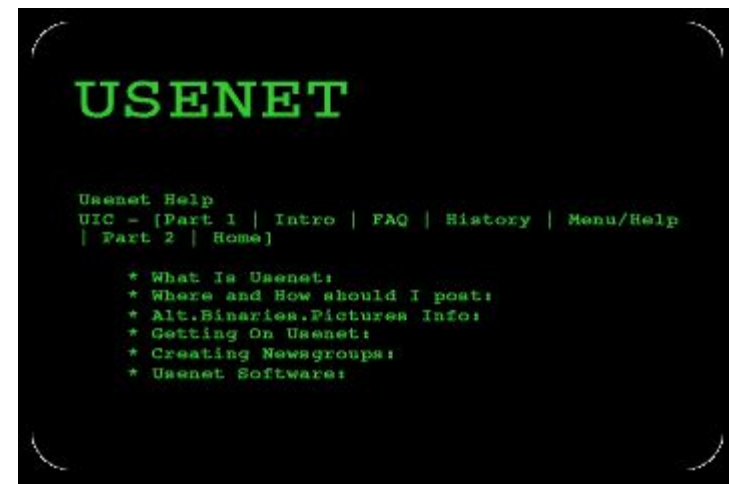 USENET
Usenet Help
UIC - [Part 1 | Intro | FAQ | History | Menu/Help
| Part 2 | Home]
* What Is Usenet:
* Where and How should I post:
* Alt.Binaries.Pictures Info:
* Getting On Usenet:
* Creating Newsgroups:
* Usenet Software: